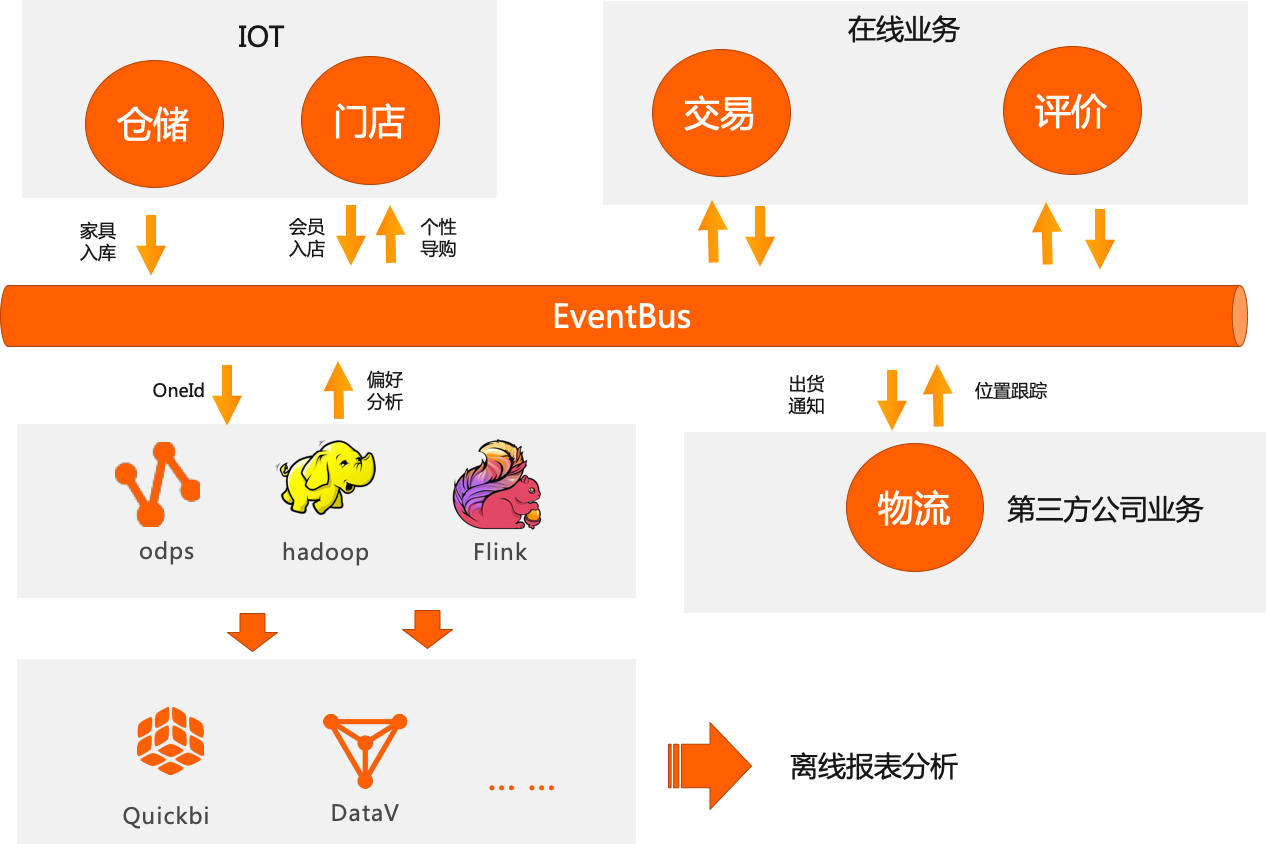 IOT
在线业务
仓储
门店
交易
评价
家具
入库
会员
入店
个性
导购
EventBus
OneId
偏好
分析
出货
通知
位置跟踪
odps
hadoop
Flink
物流
第三方公司业务
Quickbi
DataV
... ...
离线报表分析